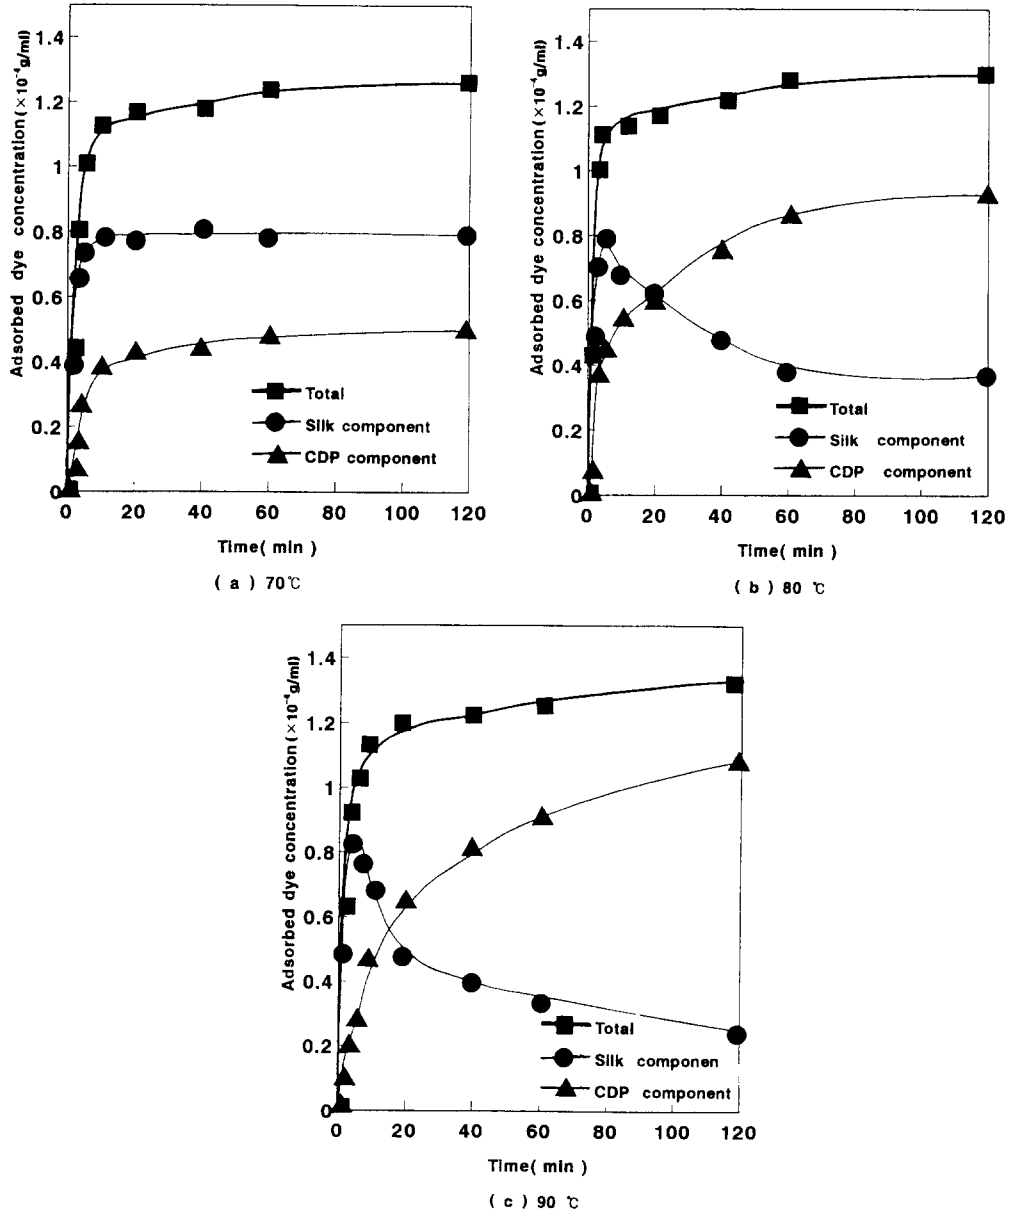 Adsorbed dye concentration(×10⁻⁴g/ml)
1.4
1.2
1
0.8
0.6
0.4
0.2
0
Total
Silk component
CDP component
0 20 40 60 80 100 120
Time( min )
( a ) 70℃
Adsorbed dye concentration(×10⁻⁴g/ml)
1.4
1.2
1
0.8
0.6
0.4
0.2
0
Total
Silk component
CDP component
0 20 40 60 80 100 120
Time( min )
( b ) 80 ℃
Adsorbed dye concentration(×10⁻⁴g/ml)
1.4
1.2
1
0.8
0.6
0.4
0.2
0
Total
Silk componen
CDP component
0 20 40 60 80 100 120
Time( min )
( c ) 90 ℃